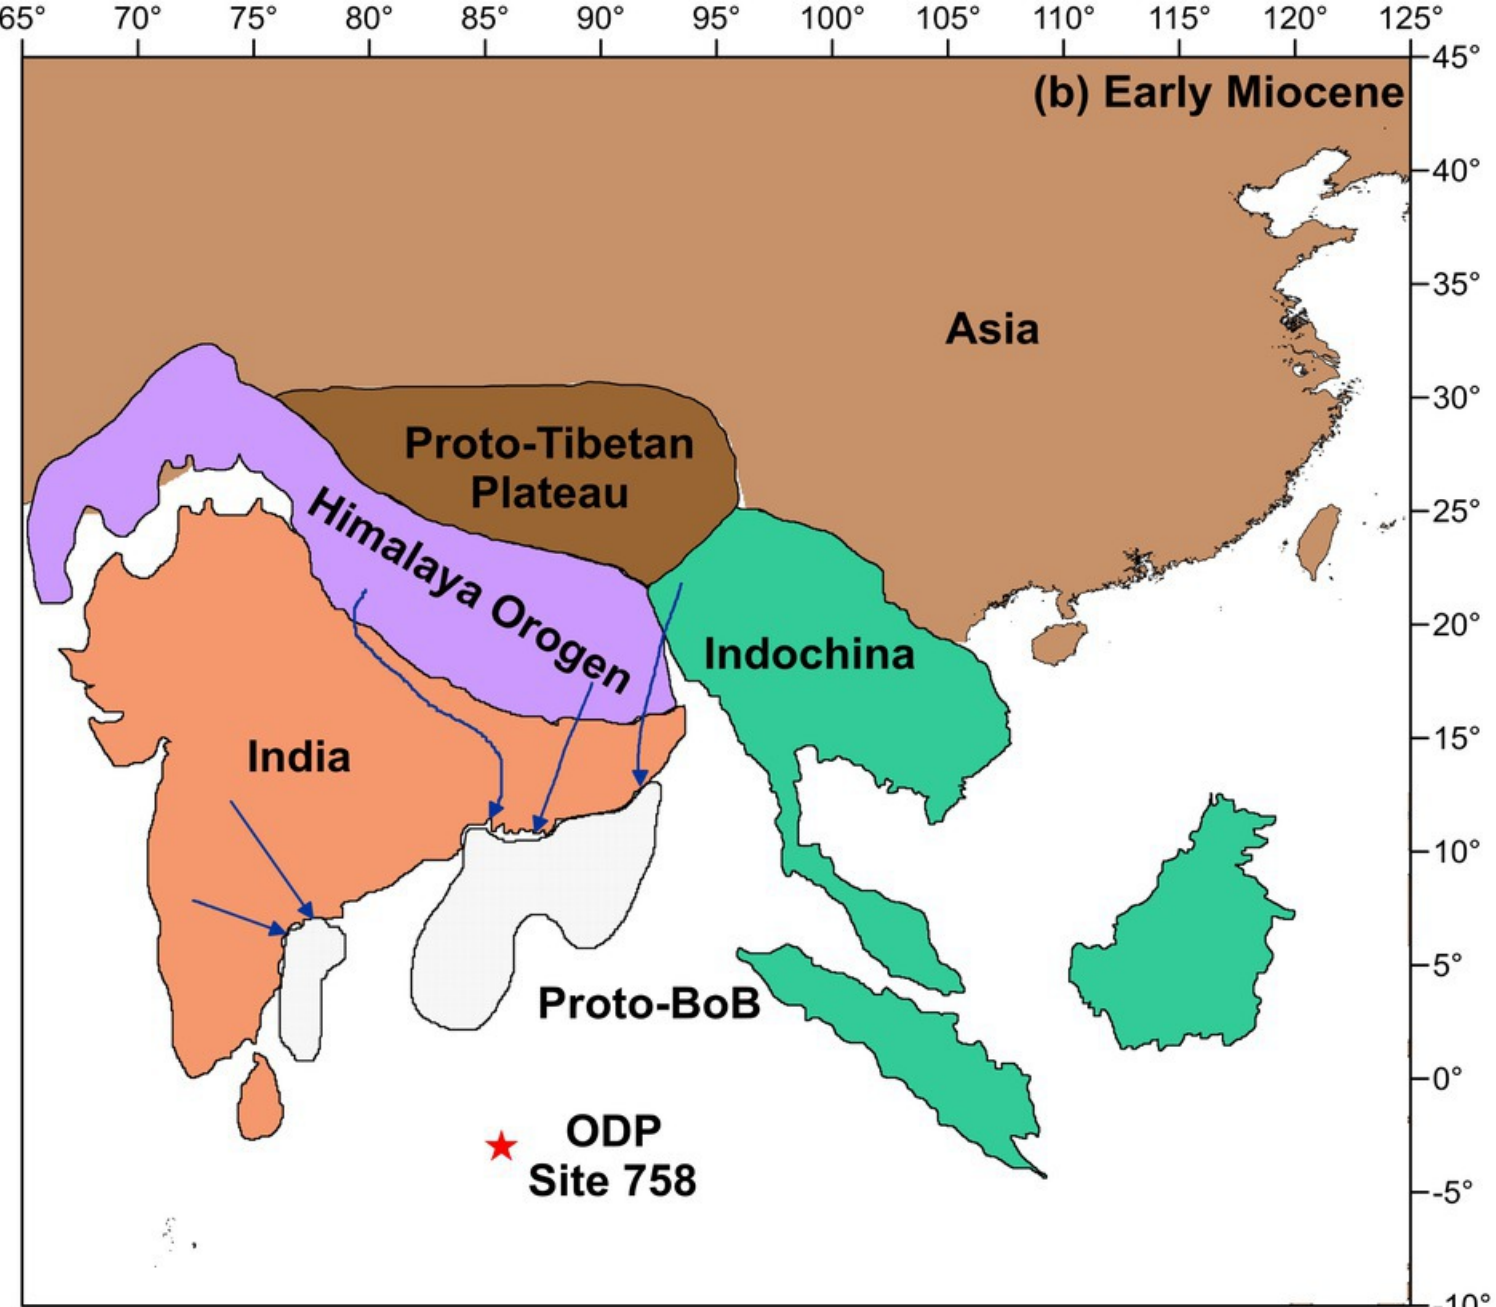 65° 70° 75° 80° 85° 90° 95° 100° 105° 110° 115° 120° 125°
45°
(b) Early Miocene
40°
35°
Asia
30°
Proto-Tibetan
Plateau
25°
Himalaya Orogen
20°
Indochina
15°
India
10°
5°
Proto-BoB
0°
ODP
Site 758
-5°
-10°